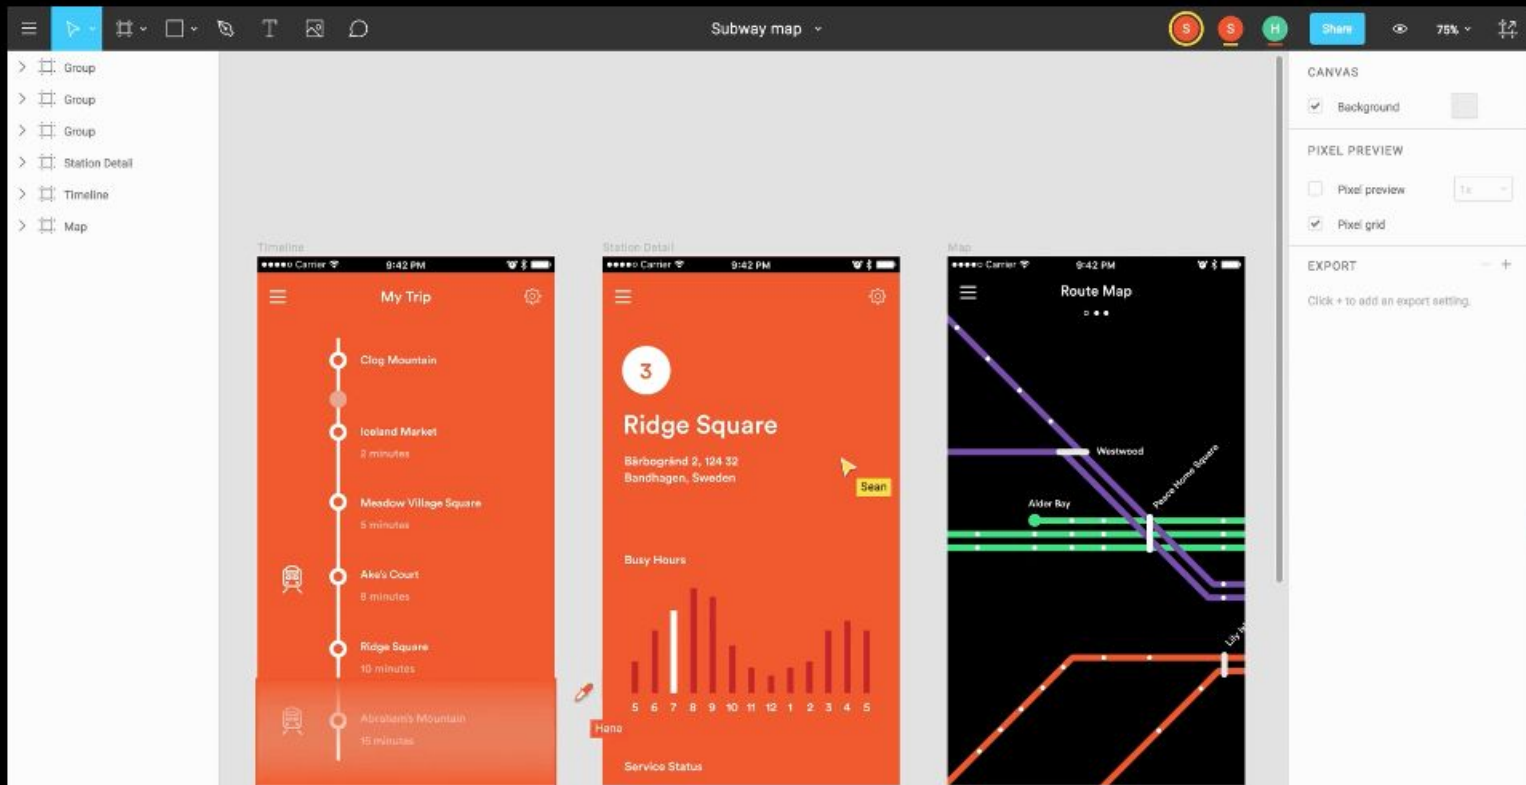 Subway map
S
S
H
Share
75%
Group
Group
Group
Station Detail
Timeline
Map
Timeline
Carrier
9:42 PM
My Trip
Clog Mountain
Iceland Market
2 minutes
Meadow Village Square
5 minutes
Ake's Court
8 minutes
Ridge Square
10 minutes
Abraham's Mountain
15 minutes
Station Detail
Carrier
9:42 PM
3
Ridge Square
Bärbogränd 2, 124 32
Bandhagen, Sweden
Sean
Busy Hours
5 6 7 8 9 10 11 12 1 2 3 4 5
Hana
Service Status
Map
Carrier
9:42 PM
Route Map
Westwood
Peace Home Square
Alder Bay
Lily
CANVAS
Background
PIXEL PREVIEW
Pixel preview
1x
Pixel grid
EXPORT
Click + to add an export setting.